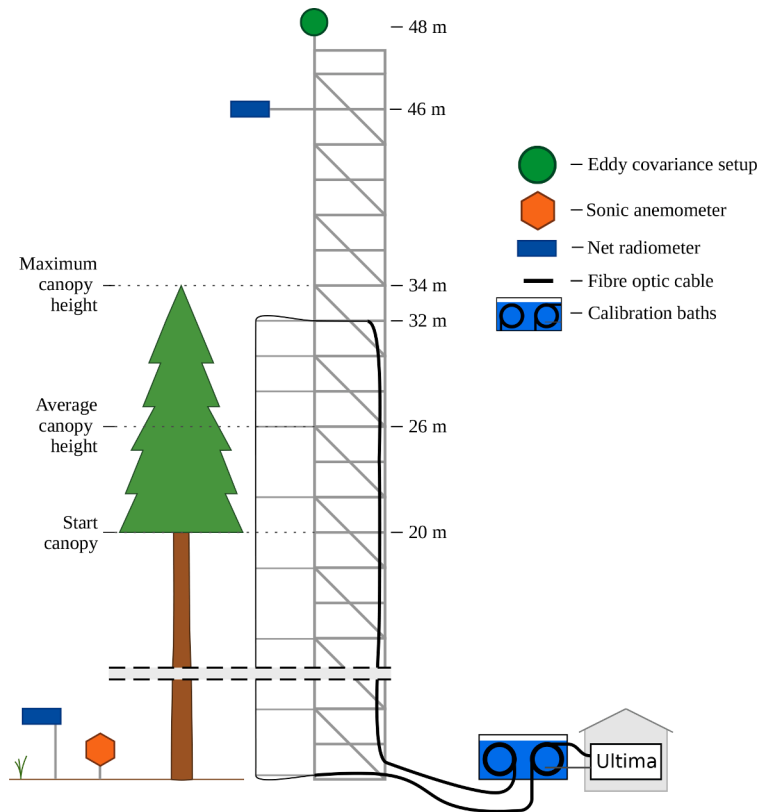 48 m
46 m
Eddy covariance setup
Sonic anemometer
Net radiometer
Fibre optic cable
Calibration baths
Maximum
canopy
height
34 m
32 m
Average
canopy
height
26 m
Start
canopy
20 m
Ultima